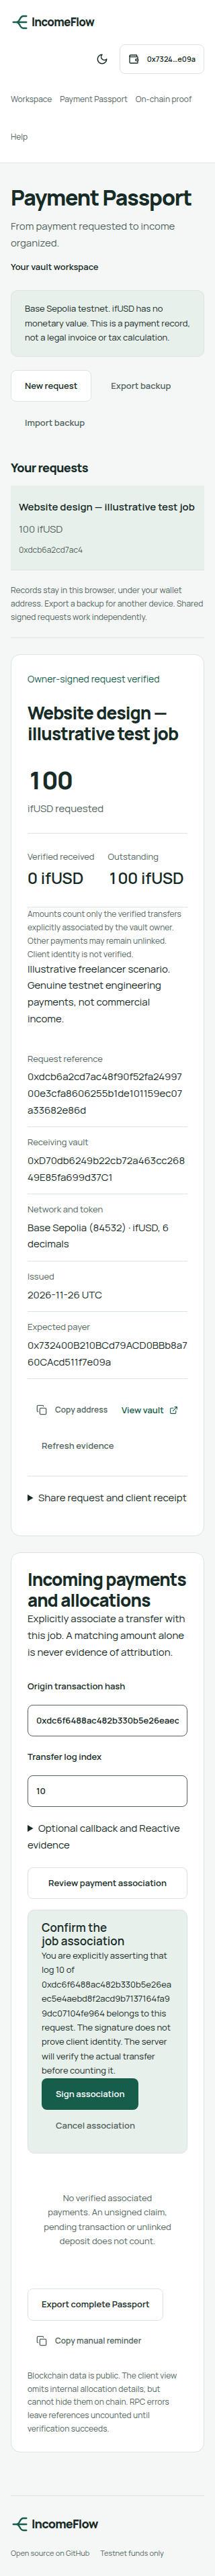 IncomeFlow
0x7324...e09a
Workspace Payment Passport On-chain proof
Help
Payment Passport
From payment requested to income
organized.
Your vault workspace
Base Sepolia testnet. ifUSD has no
monetary value. This is a payment record,
not a legal invoice or tax calculation.
New request Export backup
Import backup
Your requests
Website design — illustrative test job
100 ifUSD
0xdcb6a2cd7ac4
Records stay in this browser, under your wallet
address. Export a backup for another device. Shared
signed requests work independently.
Owner-signed request verified
Website design —
illustrative test job
100
ifUSD requested
Verified received Outstanding
0 ifUSD 100 ifUSD
Amounts count only the verified transfers
explicitly associated by the vault owner.
Other payments may remain unlinked.
Client identity is not verified.
Illustrative freelancer scenario.
Genuine testnet engineering
payments, not commercial
income.
Request reference
0xdcb6a2cd7ac48f90f52fa24997
00e3cfa8606255b1de101159ec07
a33682e86d
Receiving vault
0xD70db6249b22cb72a463cc268
49E85fa699d37C1
Network and token
Base Sepolia (84532) · ifUSD, 6
decimals
Issued
2026-11-26 UTC
Expected payer
0x732400B210BCd79ACD0BBb8a7
60CAcd511f7e09a
Copy address View vault
Refresh evidence
Share request and client receipt
Incoming payments
and allocations
Explicitly associate a transfer with
this job. A matching amount alone
is never evidence of attribution.
Origin transaction hash
0xdc6f6488ac482b330b5e26eaec
Transfer log index
10
Optional callback and Reactive
evidence
Review payment association
Confirm the
job association
You are explicitly asserting that
log 10 of
0xdc6f6488ac482b330b5e26ea
ec5e4aebd8f2acd9b7137164fa9
9dc07104fe964 belongs to this
request. The signature does not
prove client identity. The server
will verify the actual transfer
before counting it.
Sign association
Cancel association
No verified associated
payments. An unsigned claim,
pending transaction or unlinked
deposit does not count.
Export complete Passport
Copy manual reminder
Blockchain data is public. The client view
omits internal allocation details, but
cannot hide them on chain. RPC errors
leave references uncounted until
verification succeeds.
IncomeFlow
Open source on GitHub Testnet funds only